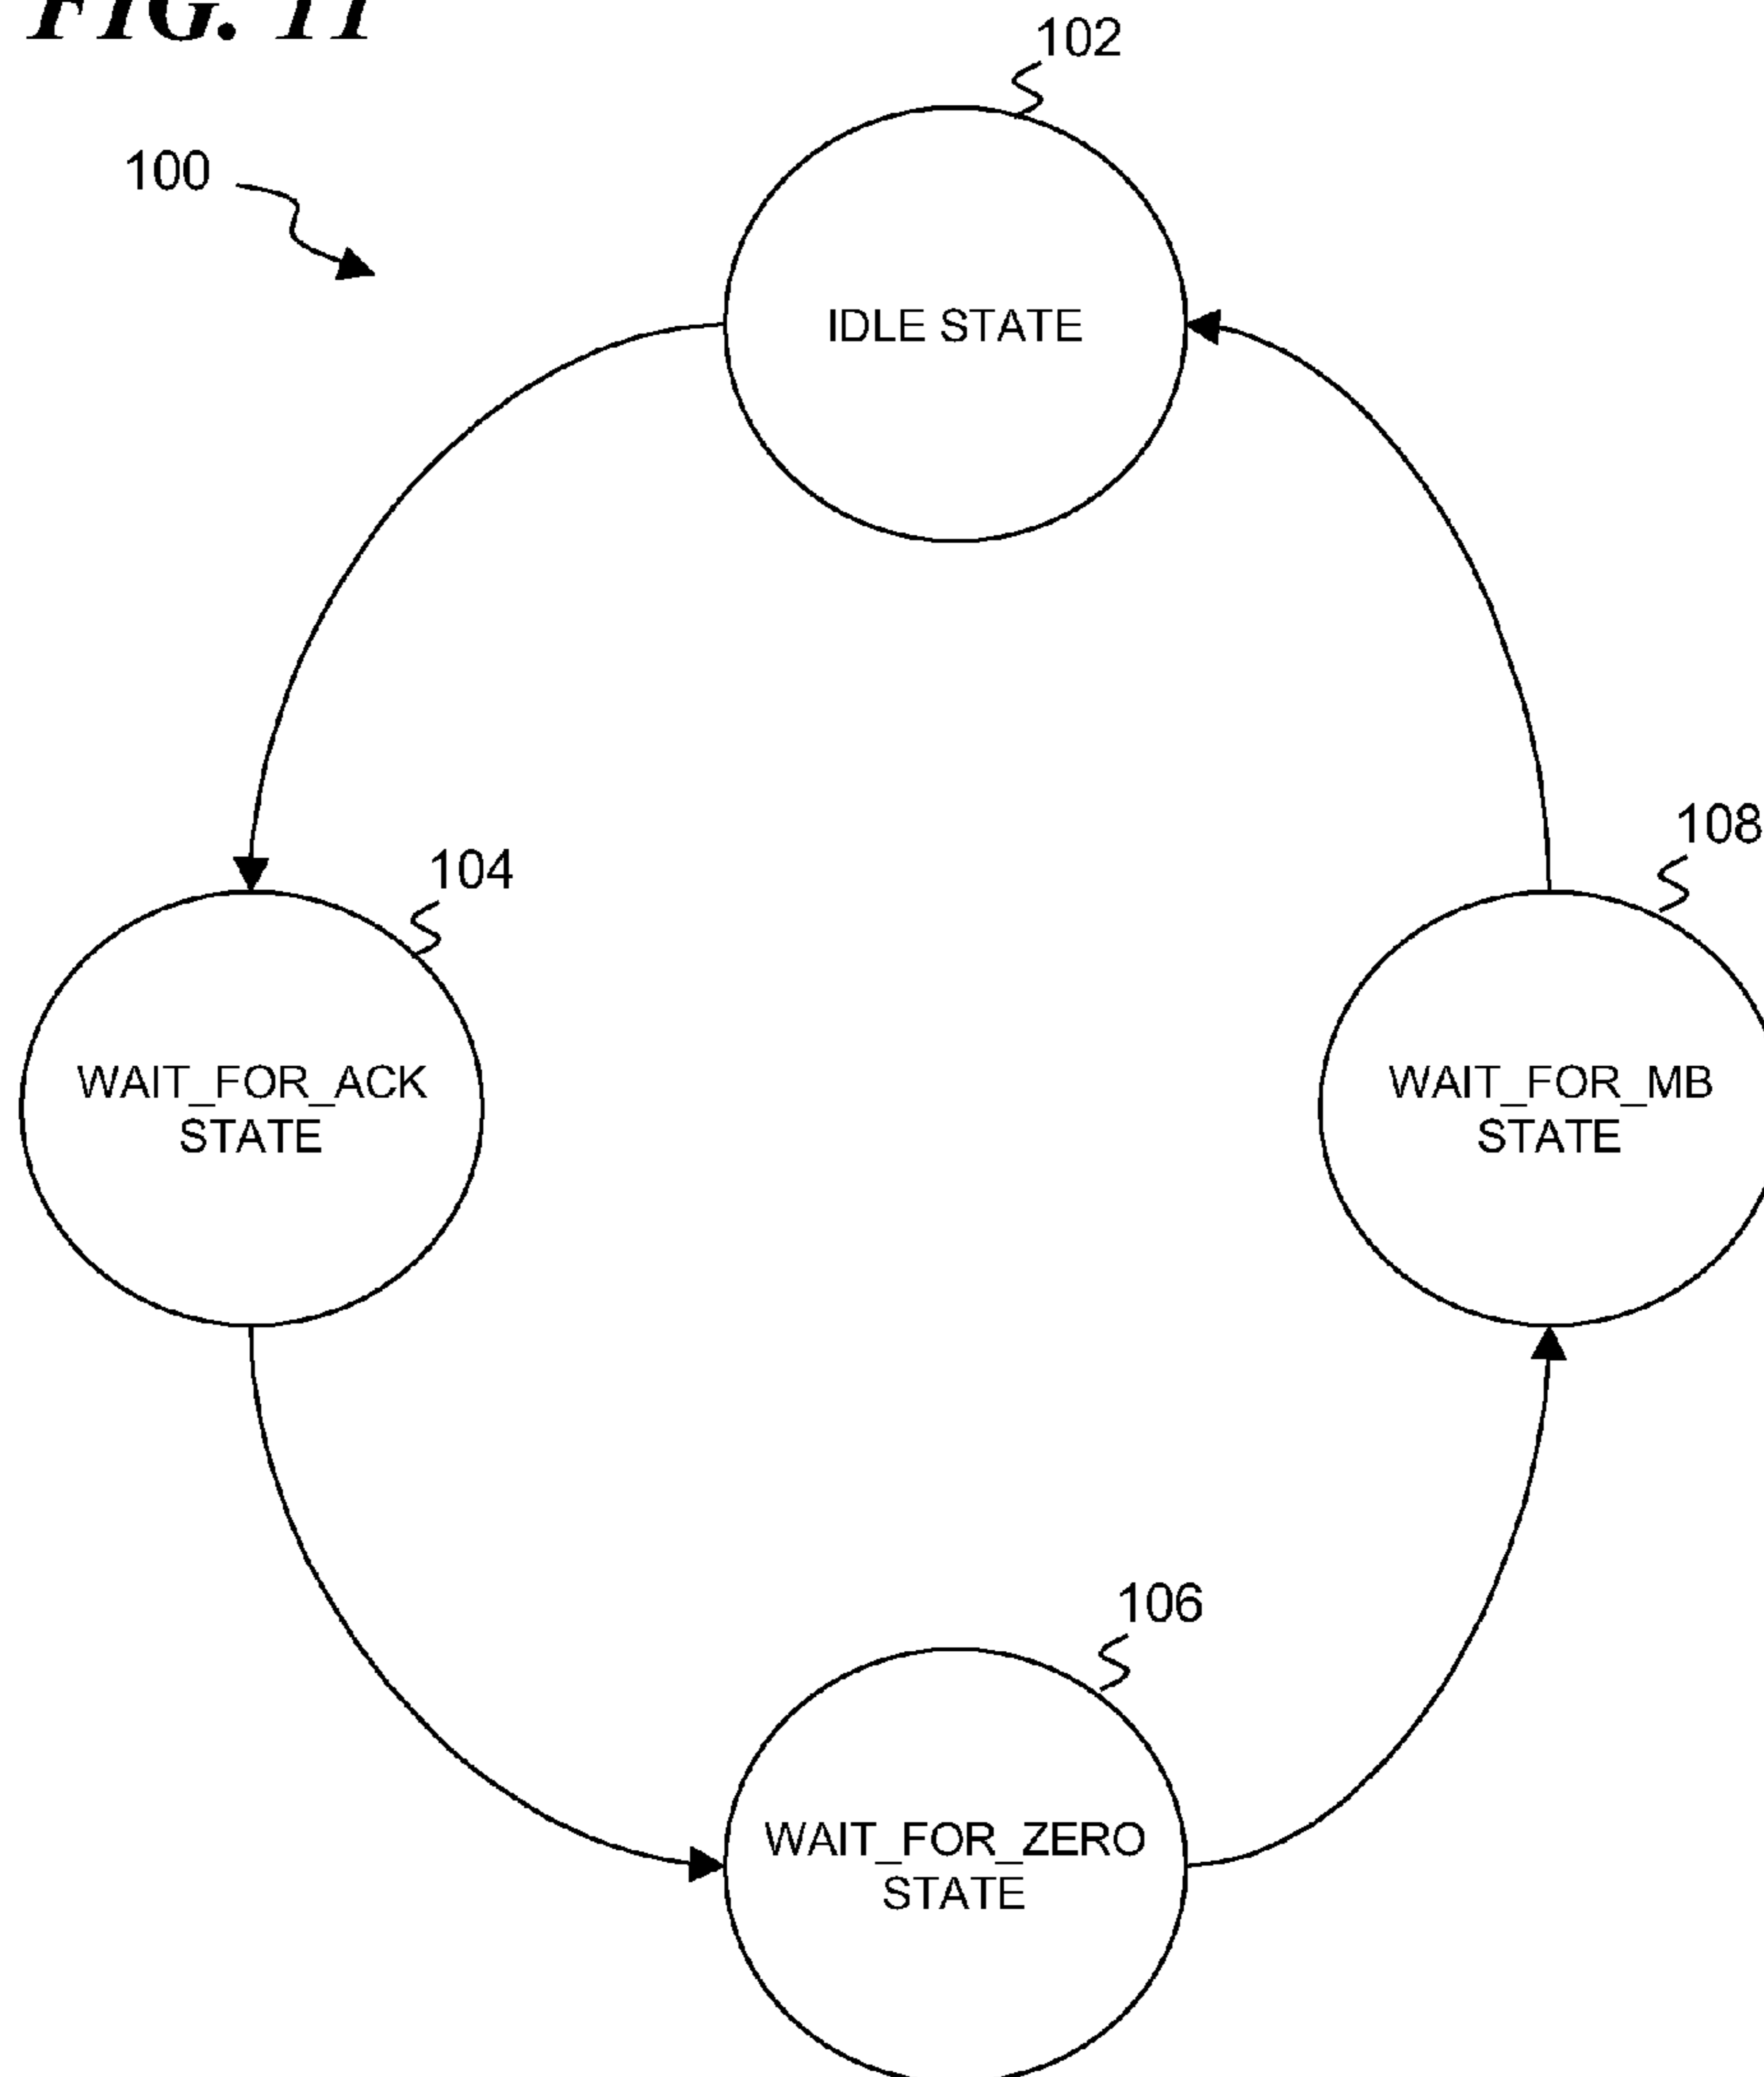 FIG. 11
102
100
IDLE STATE
108
104
WAIT_FOR_ACK
STATE
WAIT_FOR_MB
STATE
106
WAIT_FOR_ZERO
STATE